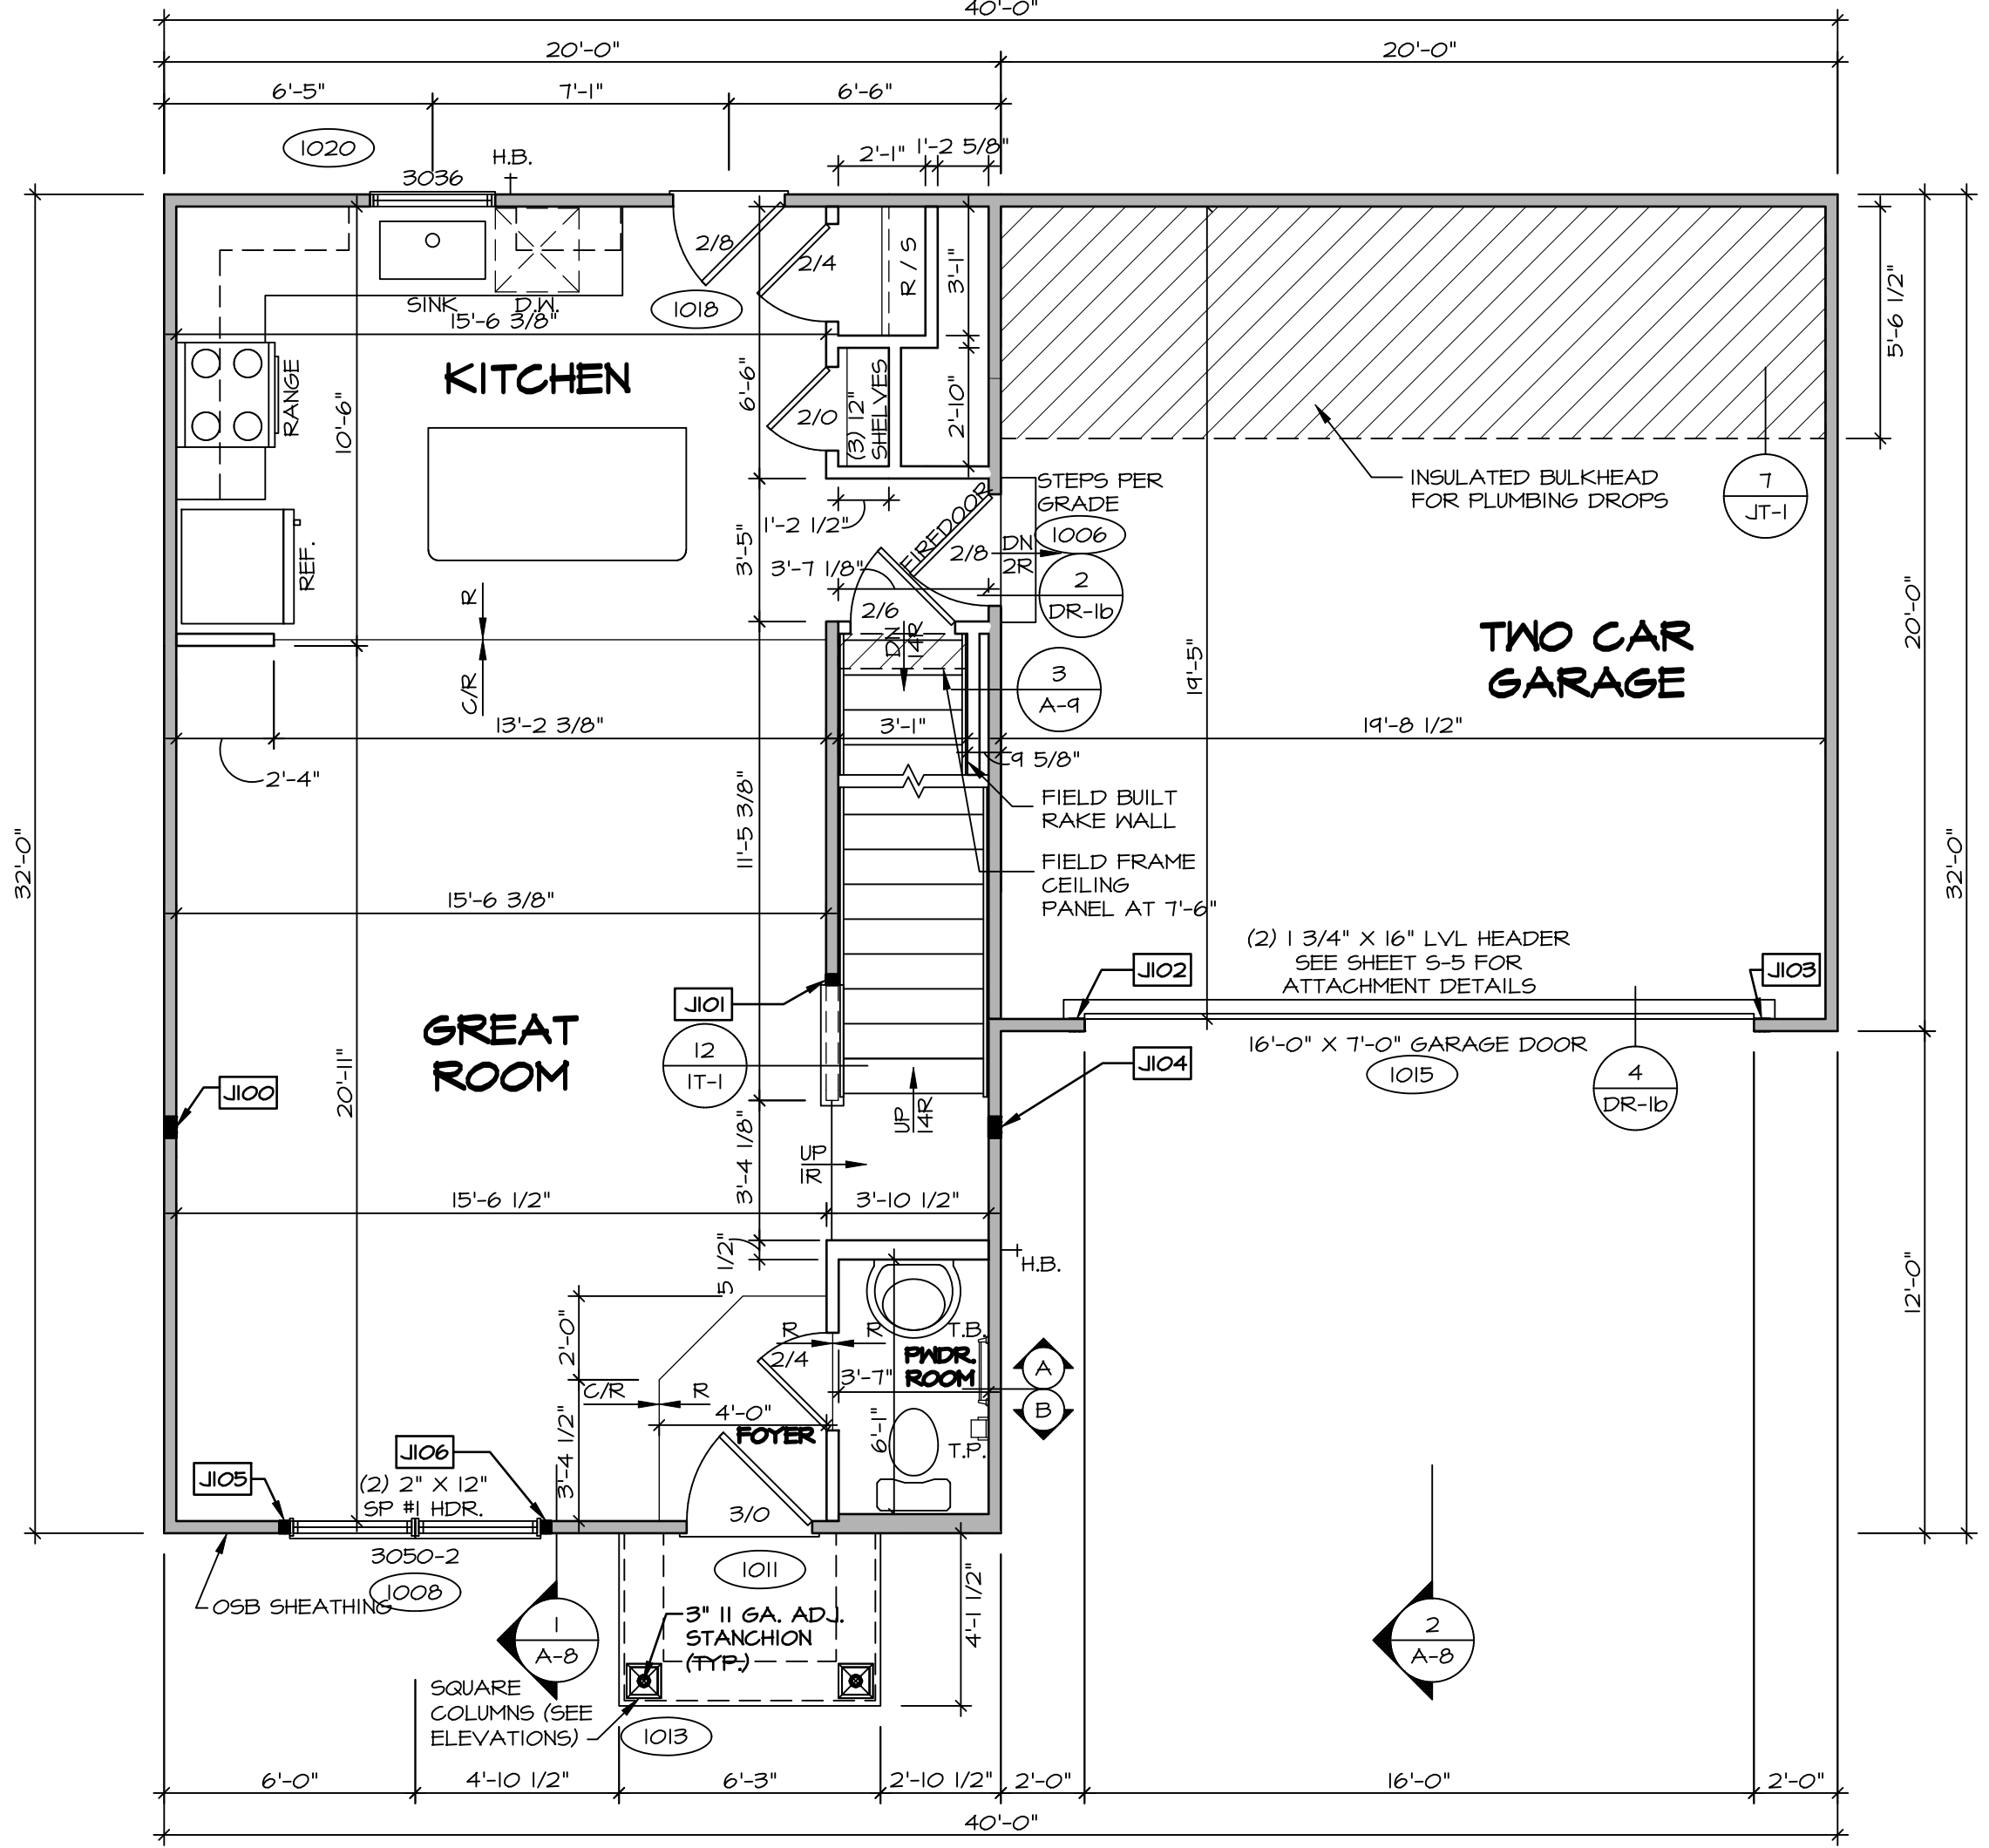 40'-0"
20'-0"
20'-0"
6'-5"
7'-1"
6'-6"
1020
H.B.
3036
2'-1"
1'-2 5/8"
2/8
2/4
R / S
3'-1"
5'-6 1/2"
SINK
D.W.
1018
15'-6 3/8"
KITCHEN
RANGE
10'-6"
6'-6"
2/0
(3) 12"
SHELVES
2'-10"
STEPS PER
GRADE
1006
INSULATED BULKHEAD
FOR PLUMBING DROPS
7
JT-1
REF.
3'-5"
1'-2 1/2"
FIREDOOR
2/8
DN
2R
2
DR-1b
3'-7 1/8"
2/6
DN
14R
R
C/R
3
A-9
TWO CAR
GARAGE
19'-5"
20'-0"
13'-2 3/8"
3'-1"
19'-8 1/2"
9 5/8"
2'-4"
FIELD BUILT
RAKE WALL
11'-5 3/8"
32'-0"
32'-0"
FIELD FRAME
CEILING
PANEL AT 7'-6"
15'-6 3/8"
(2) 1 3/4" X 16" LVL HEADER
SEE SHEET S-5 FOR
ATTACHMENT DETAILS
J102
J103
J101
GREAT
ROOM
12
1T-1
16'-0" X 7'-0" GARAGE DOOR
1015
4
DR-1b
J104
J100
20'-11"
UP
14R
3'-4 1/8"
UP
1R
15'-6 1/2"
3'-10 1/2"
5 1/2"
H.B.
12'-0"
2'-0"
R
R
T.B.
2/4
PWDR.
ROOM
3'-7"
A
B
C/R
R
4'-0"
FOYER
6'-1"
T.P.
3'-4 1/2"
J106
J105
(2) 2" X 12"
SP #1 HDR.
3/0
3050-2
1008
OSB SHEATHING
1011
4'-1 1/2"
3" 11 GA. ADJ.
STANCHION
(TYP.)
1
A-8
2
A-8
SQUARE
COLUMNS (SEE
ELEVATIONS)
1013
6'-0"
4'-10 1/2"
6'-3"
2'-10 1/2"
2'-0"
16'-0"
2'-0"
40'-0"